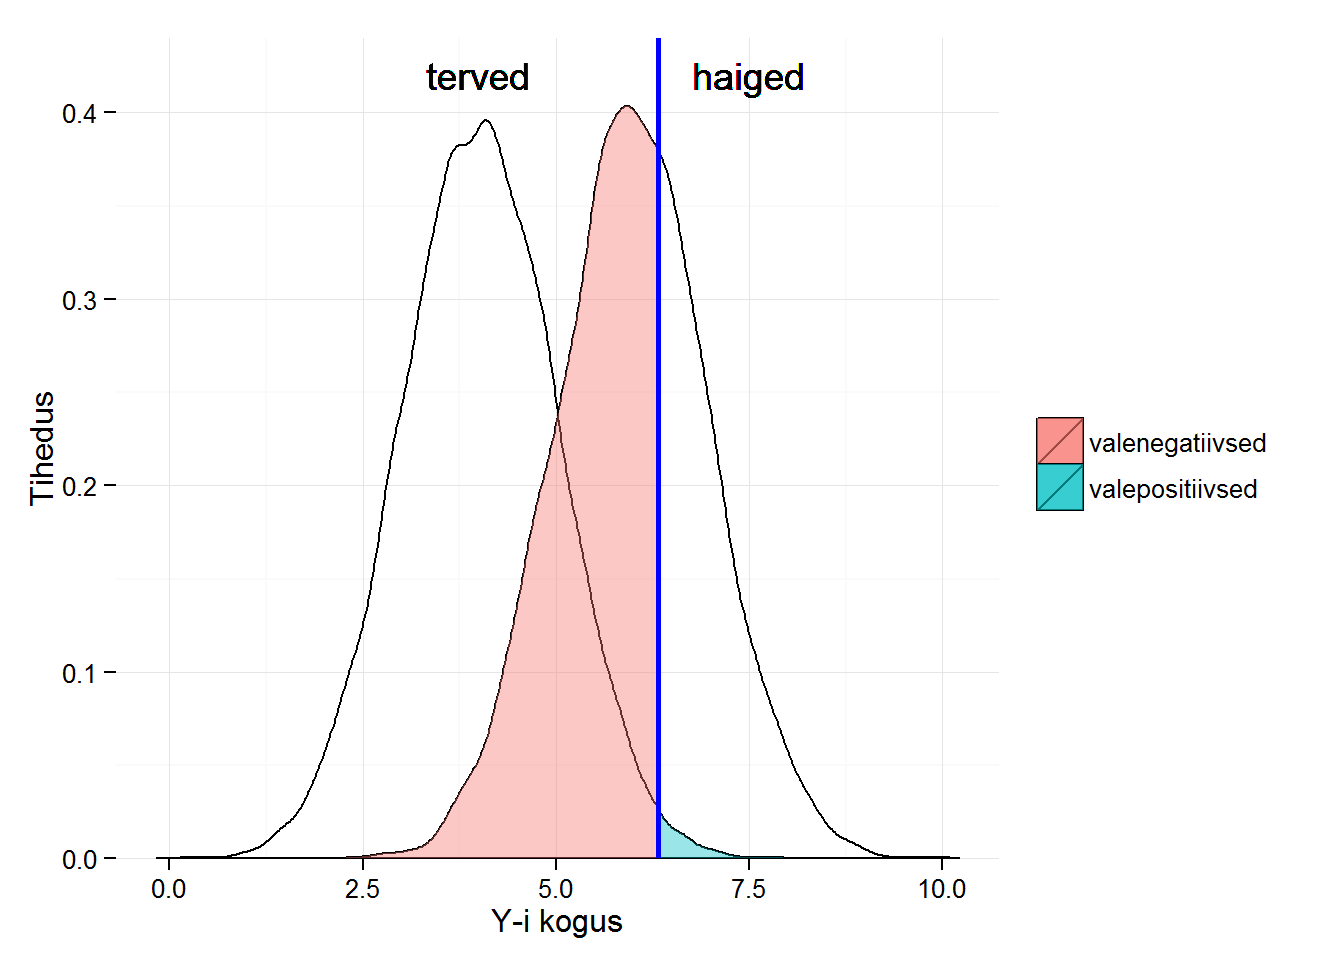 terved haiged
0.4
0.3
0.2
0.1
0.0
Tihedus
0.0 2.5 5.0 7.5 10.0
Y-i kogus
valenegatiivsed
valepositiivsed